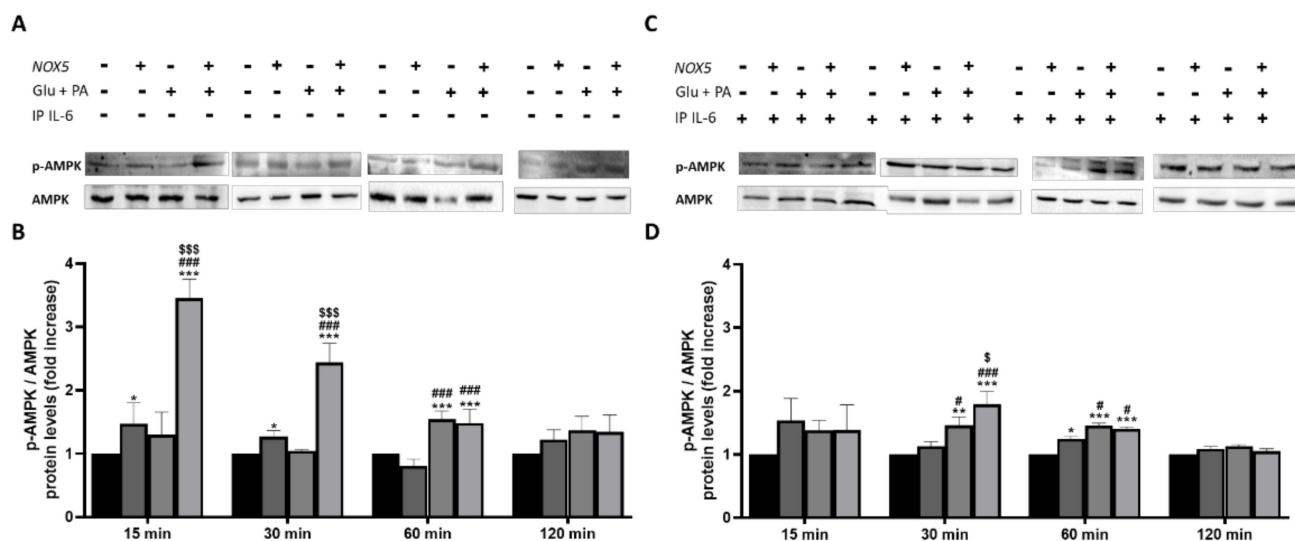 A
NOX5 - + - + - + - + - + - + - + - +
Glu + PA - - + + - - + + - - + + - - + +
IP IL-6 - - - - - - - - - - - - - - - -
p-AMPK
AMPK
B
p-AMPK / AMPK
protein levels (fold increase)
4
3
2
1
0
*
$$$
###
***
*
$$$
###
***
###
***
###
***
15 min 30 min 60 min 120 min
C
NOX5 - + - + - + - + - + - + - + - +
Glu + PA - - + + - - + + - - + + - - + +
IP IL-6 + + + + + + + + + + + + + + + +
p-AMPK
AMPK
D
p-AMPK / AMPK
protein levels (fold increase)
4
3
2
1
0
#
**
$
###
***
*
#
***
#
***
15 min 30 min 60 min 120 min